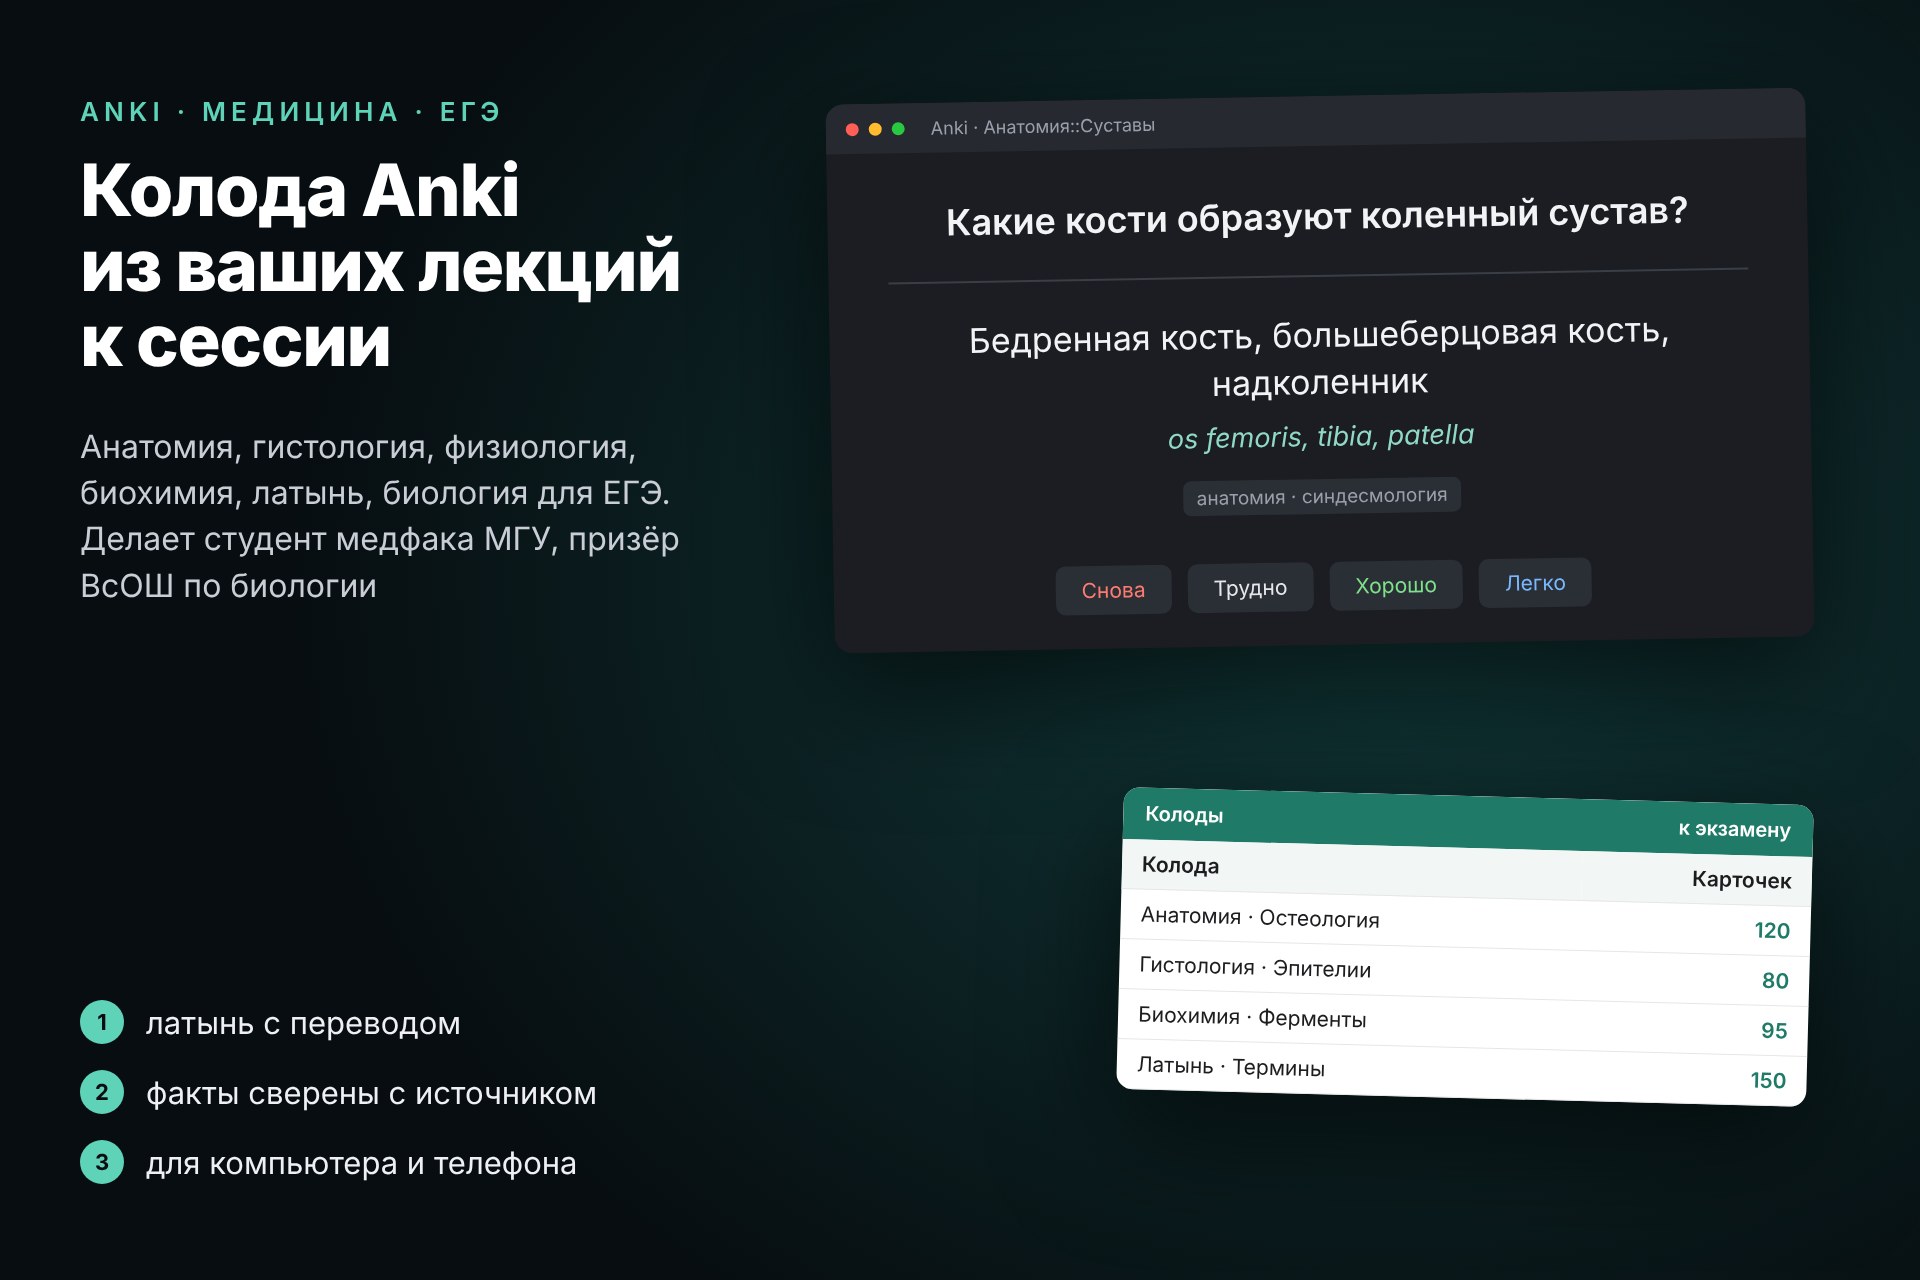 ANKI · МЕДИЦИНА · ЕГЭ
Колода Anki
из ваших лекций
к сессии
Анатомия, гистология, физиология,
биохимия, латынь, биология для ЕГЭ.
Делает студент медфака МГУ, призёр
ВсОШ по биологии
1 латынь с переводом
2 факты сверены с источником
3 для компьютера и телефона
Anki · Анатомия::Суставы
Какие кости образуют коленный сустав?
Бедренная кость, большеберцовая кость,
надколенник
os femoris, tibia, patella
анатомия · синдесмология
Снова Трудно Хорошо Легко
Колоды к экзамену
Колода Карточек
Анатомия · Остеология 120
Гистология · Эпителии 80
Биохимия · Ферменты 95
Латынь · Термины 150